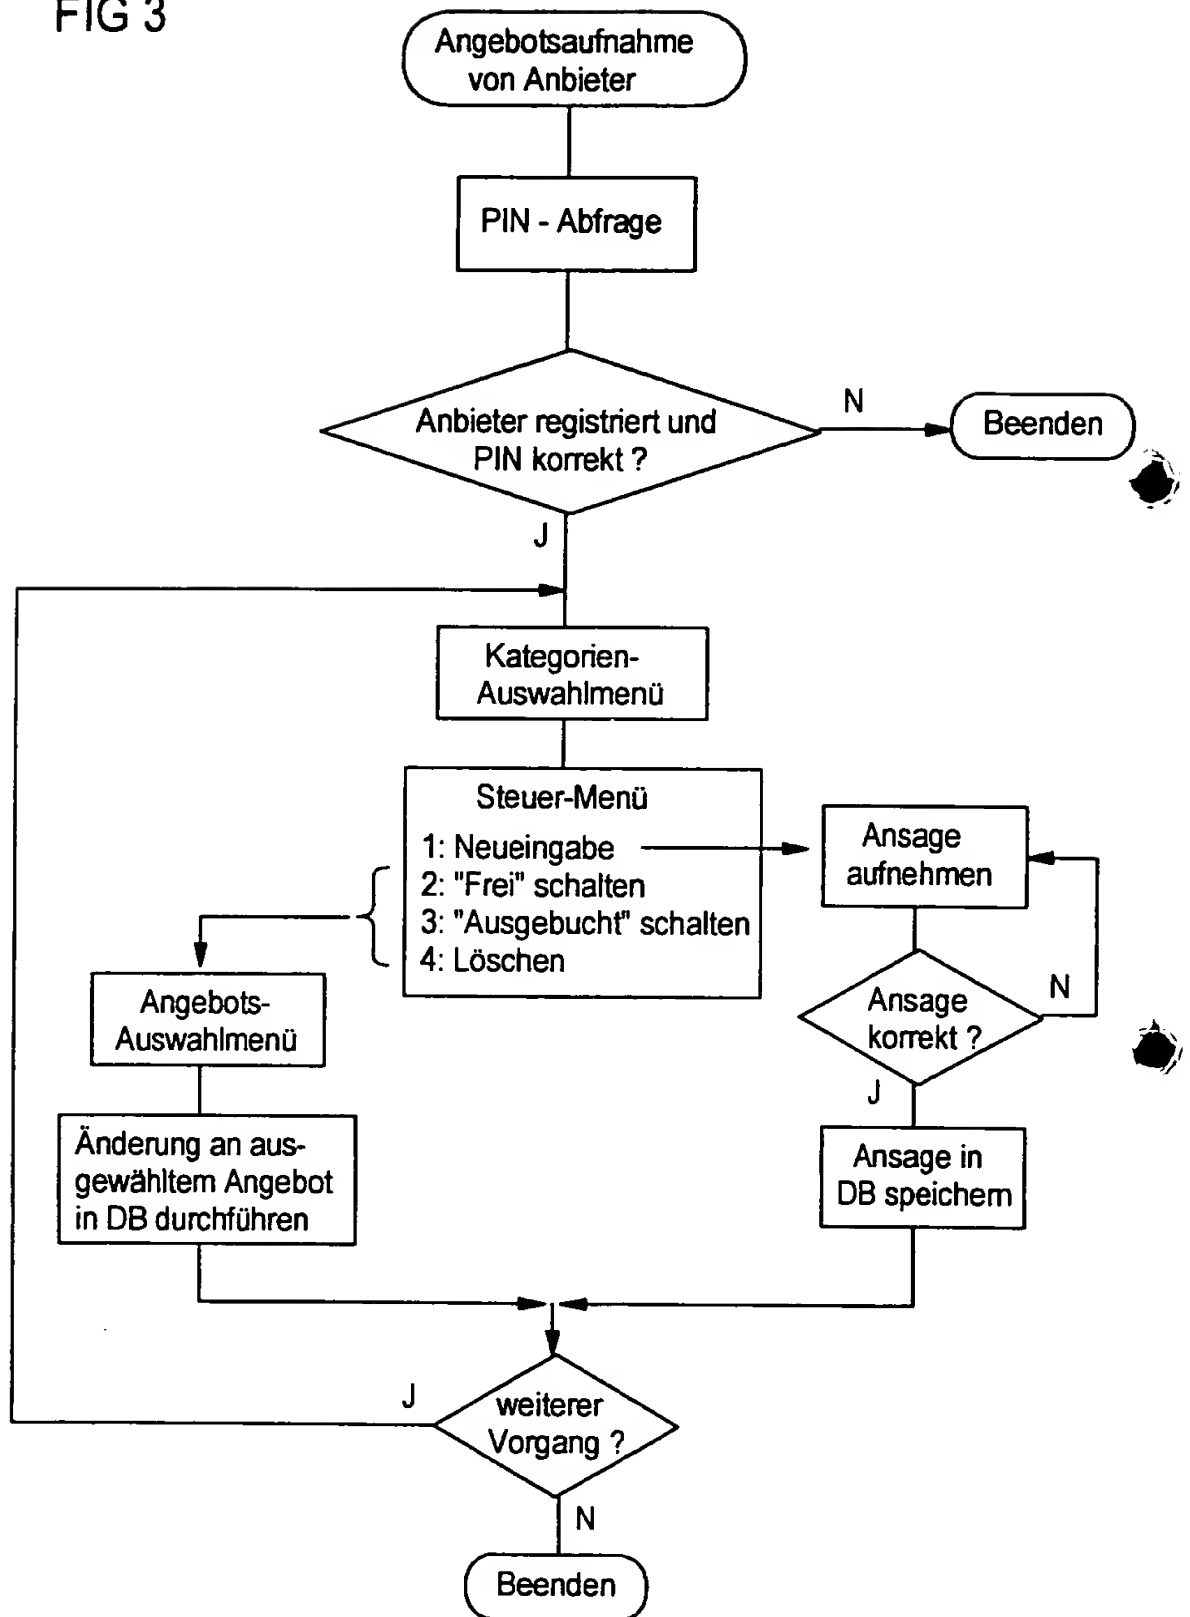 FIG 3
Angebotsaufnahme
von Anbieter
PIN - Abfrage
Anbieter registriert und
PIN korrekt ?
N
Beenden
J
Kategorien-
Auswahlmenü
Steuer-Menü
1: Neueingabe
2: "Frei" schalten
3: "Ausgebucht" schalten
4: Löschen
Ansage
aufnehmen
Ansage
korrekt ?
N
J
Ansage in
DB speichern
Angebots-
Auswahlmenü
Änderung an aus-
gewähltem Angebot
in DB durchführen
weiterer
Vorgang ?
J
N
Beenden